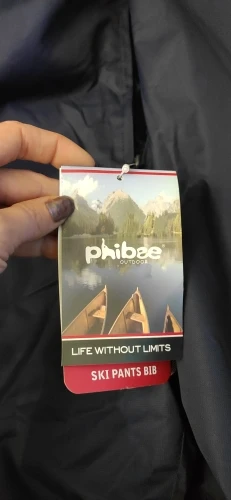 phibee
OUTDOOR
LIFE WITHOUT LIMITS
SKI PANTS BIB